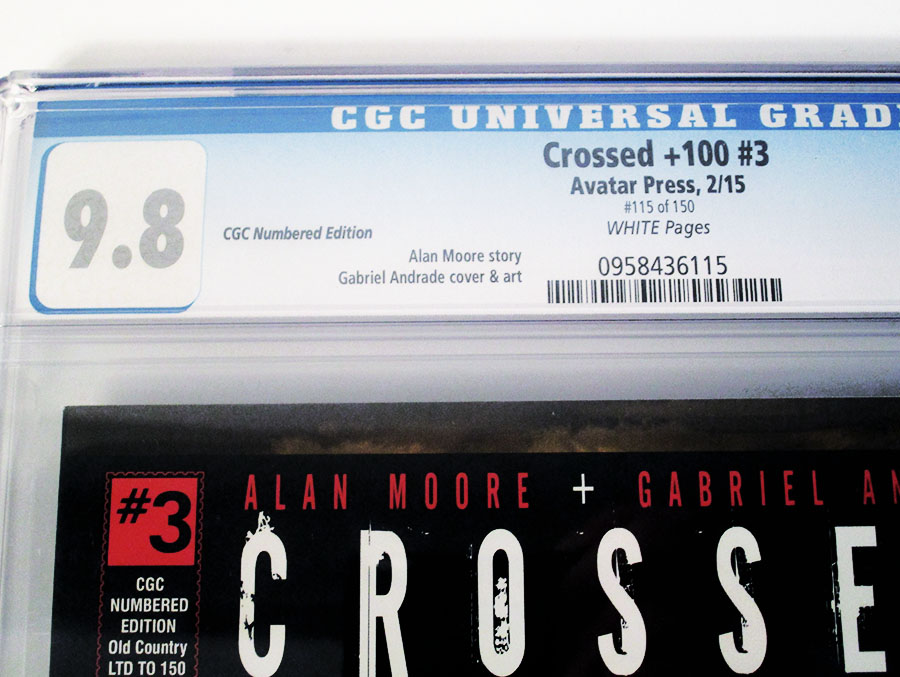 CGC UNIVERSAL GRAD
9.8
Crossed +100 #3
Avatar Press, 2/15
#115 of 150
WHITE Pages
CGC Numbered Edition
Alan Moore story
Gabriel Andrade cover & art
0958436115
ALAN MOORE + GABRIEL AN
CROSSE
#3
CGC
NUMBERED
EDITION
Old Country
LTD TO 150